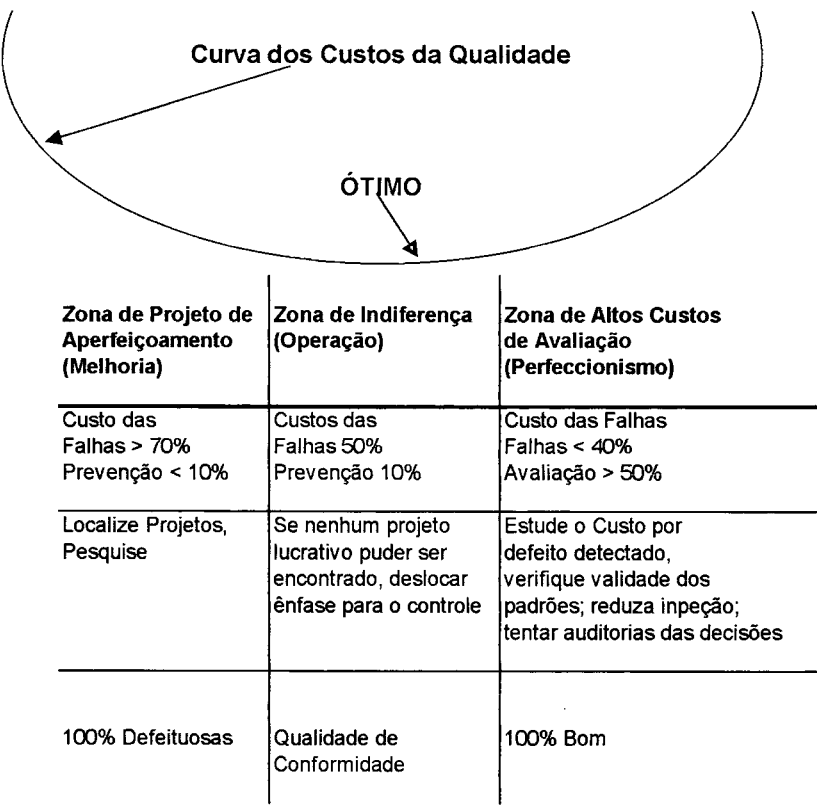 Curva dos Custos da Qualidade
ÓTIMO
Zona de Projeto de
Aperfeiçoamento
(Melhoria)
Zona de Indiferença
(Operação)
Zona de Altos Custos
de Avaliação
(Perfeccionismo)
Custo das
Falhas > 70%
Prevenção < 10%
Custos das
Falhas 50%
Prevenção 10%
Custo das Falhas
Falhas < 40%
Avaliação > 50%
Localize Projetos,
Pesquise
Se nenhum projeto
lucrativo puder ser
encontrado, deslocar
ênfase para o controle
Estude o Custo por
defeito detectado,
verifique validade dos
padrões; reduza inpeção;
tentar auditorias das decisões
100% Defeituosas
Qualidade de
Conformidade
100% Bom